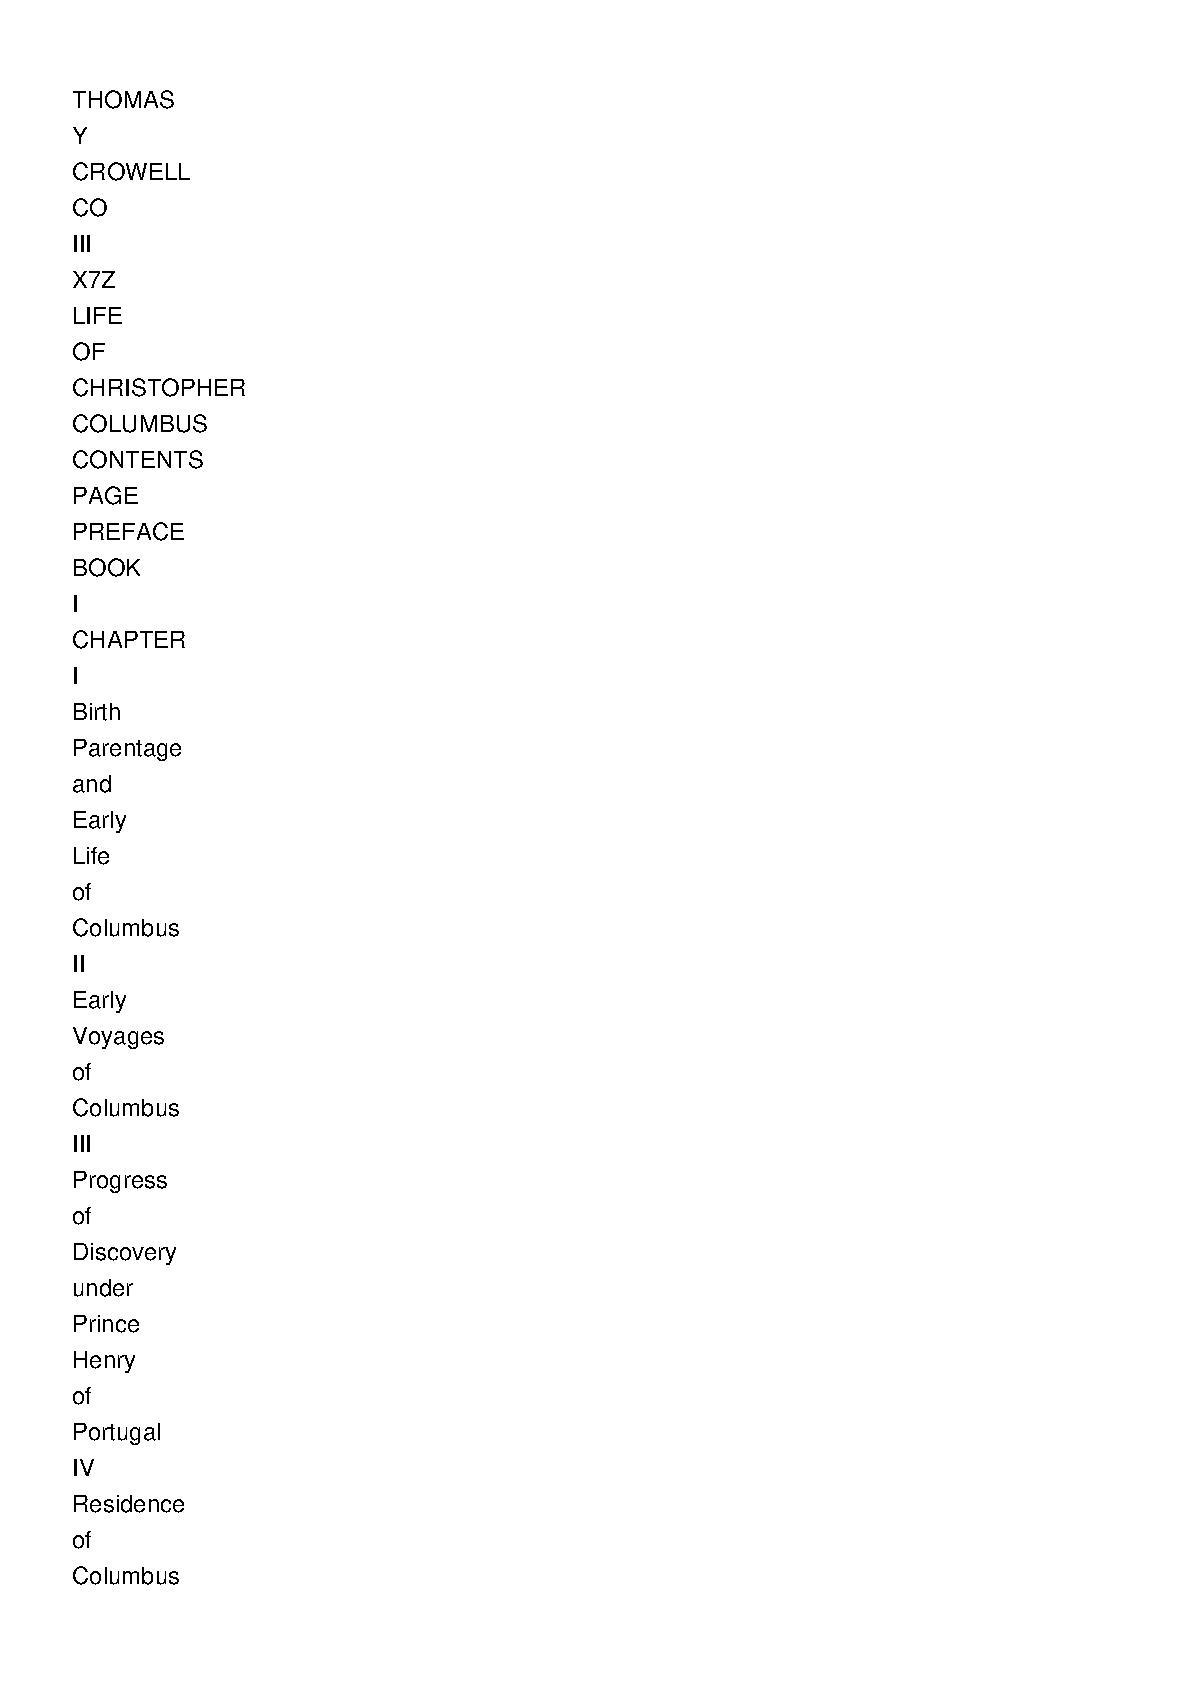 THOMAS
Y
CROWELL
CO
III
X7Z
LIFE
OF
CHRISTOPHER
COLUMBUS
CONTENTS
PAGE
PREFACE
BOOK
I
CHAPTER
I
Birth
Parentage
and
Early
Life
of
Columbus
II
Early
Voyages
of
Columbus
III
Progress
of
Discovery
under
Prince
Henry
of
Portugal
IV
Residence
of
Columbus